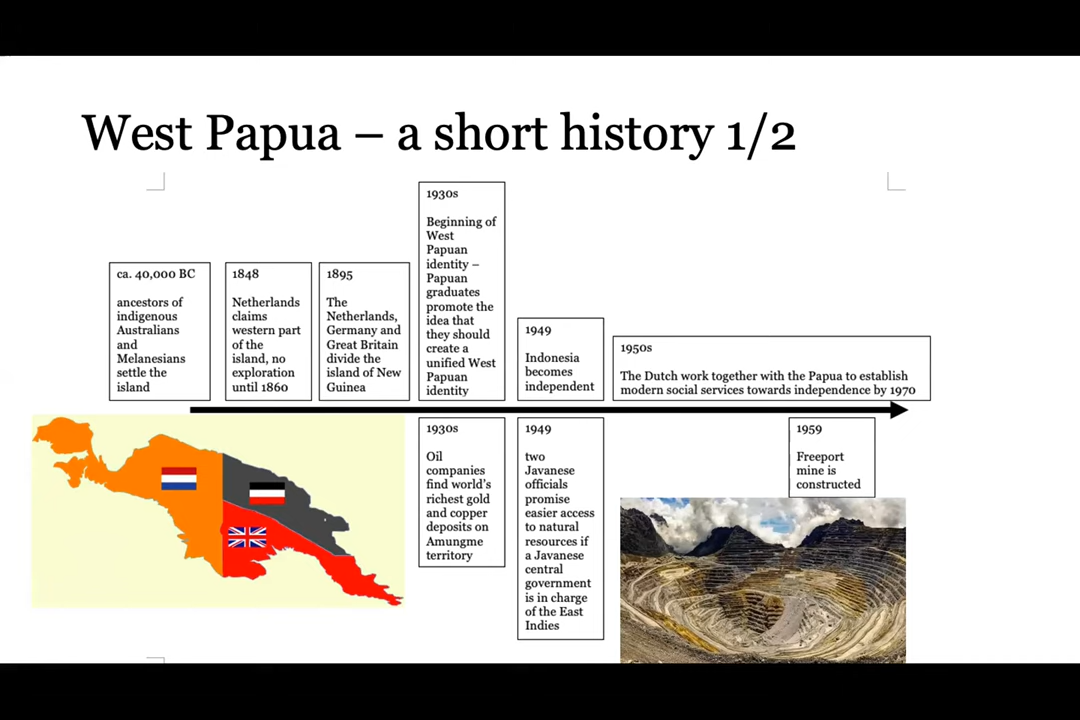 West Papua – a short history 1/2
ca. 40,000 BC
ancestors of
indigenous
Australians
and
Melanesians
settle the
island
1848
Netherlands
claims
western part
of the
island, no
exploration
until 1860
1895
The
Netherlands,
Germany and
Great Britain
divide the
island of New
Guinea
1930s
Beginning of
West
Papuan
identity –
Papuan
graduates
promote the
idea that
they should
create a
unified West
Papuan
identity
1949
Indonesia
becomes
independent
1950s
The Dutch work together with the Papua to establish
modern social services towards independence by 1970
1930s
Oil
companies
find world's
richest gold
and copper
deposits on
Amungme
territory
1949
two
Javanese
officials
promise
easier access
to natural
resources if
a Javanese
central
government
is in charge
of the East
Indies
1959
Freeport
mine is
constructed